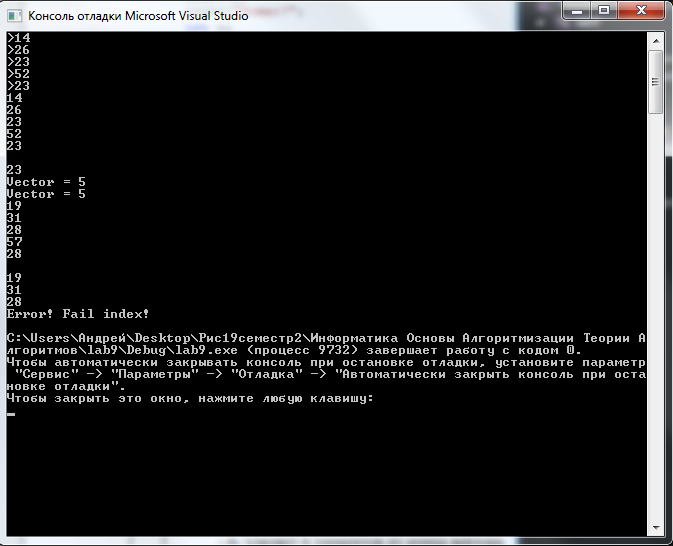 Консоль отладки Microsoft Visual Studio
>14
>26
>23
>52
>23
14
26
23
52
23
23
Vector = 5
Vector = 5
19
31
28
57
28
19
31
28
Error! Fail index!
C:\Users\Андрей\Desktop\Рис19семестр2\Информатика Основы Алгоритмизации Теории А
лгоритмов\lab9\Debug\lab9.exe (процесс 9732) завершает работу с кодом 0.
Чтобы автоматически закрывать консоль при остановке отладки, установите параметр
"Сервис" -> "Параметры" -> "Отладка" -> "Автоматически закрыть консоль при оста
новке отладки".
Чтобы закрыть это окно, нажмите любую клавишу: